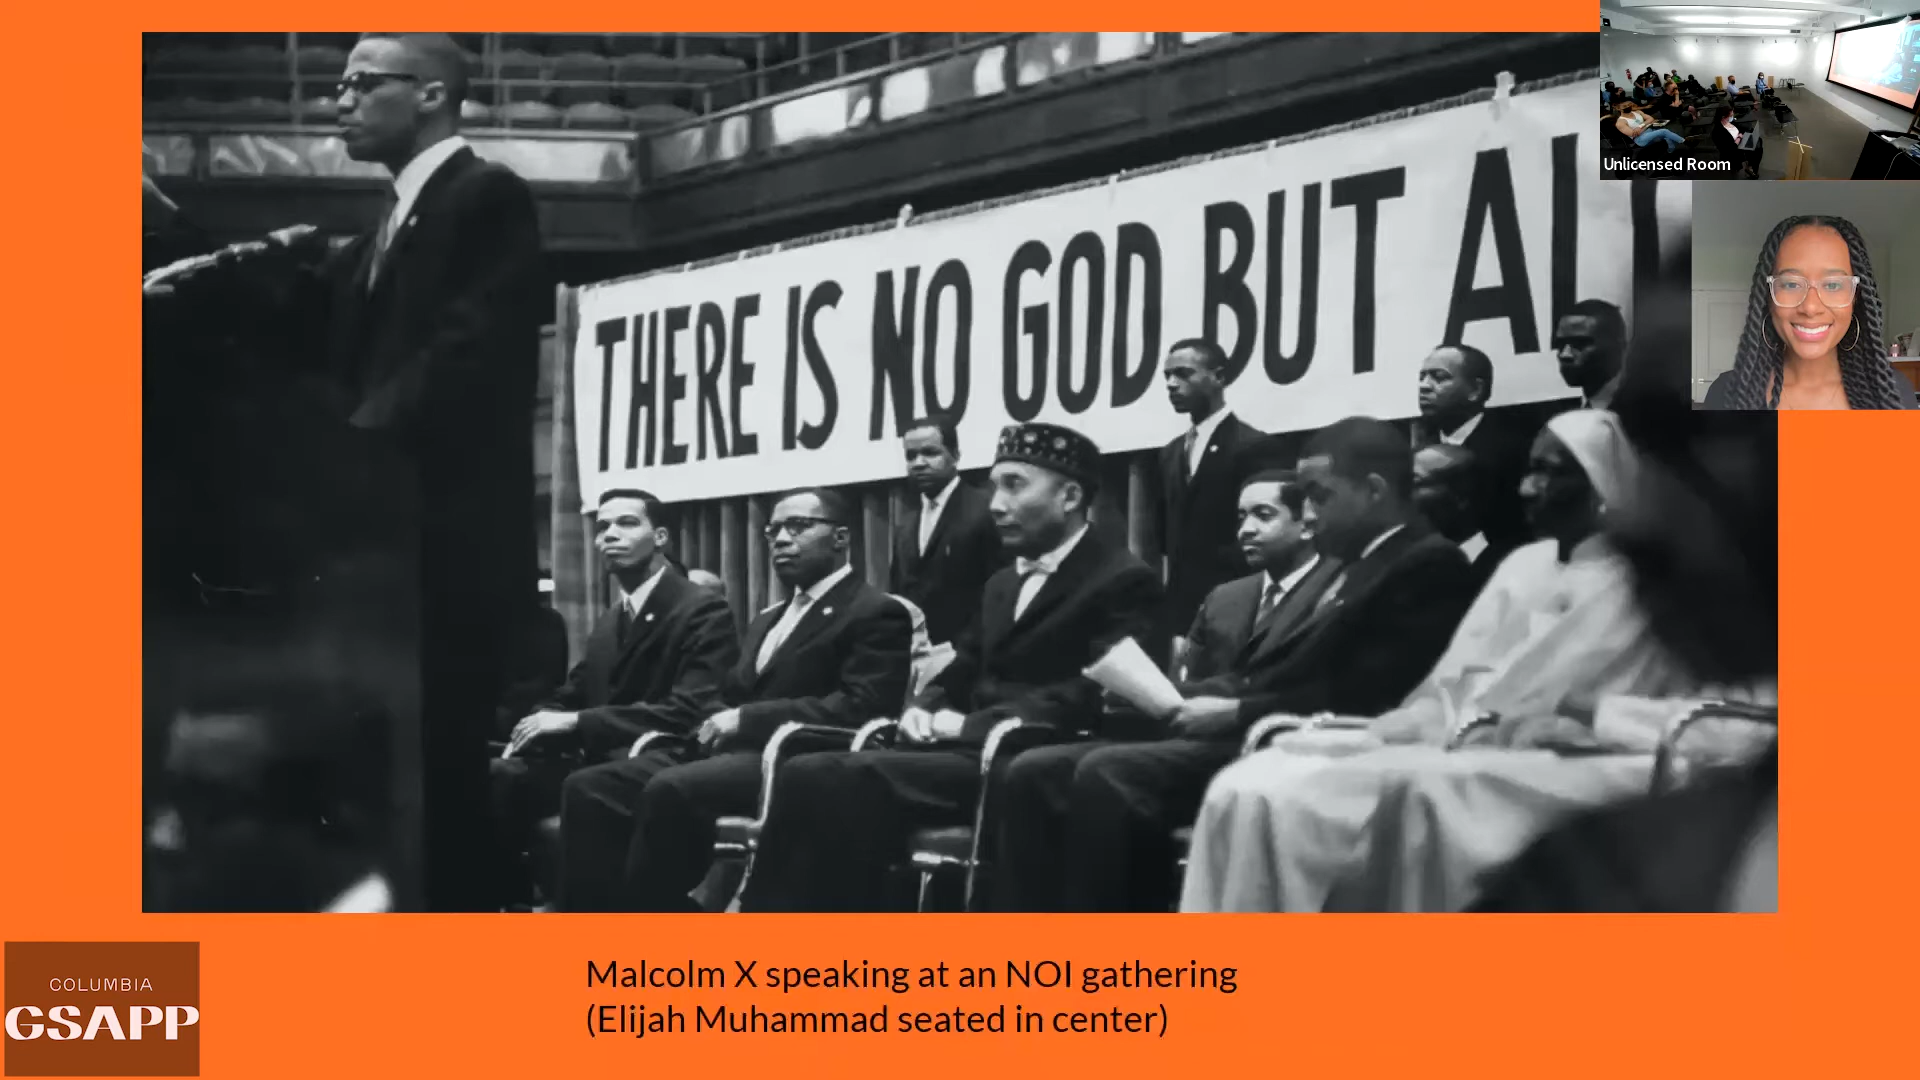 Unlicensed Room
THERE IS NO GOD BUT AL
Malcolm X speaking at an NOI gathering
(Elijah Muhammad seated in center)
COLUMBIA
GSAPP